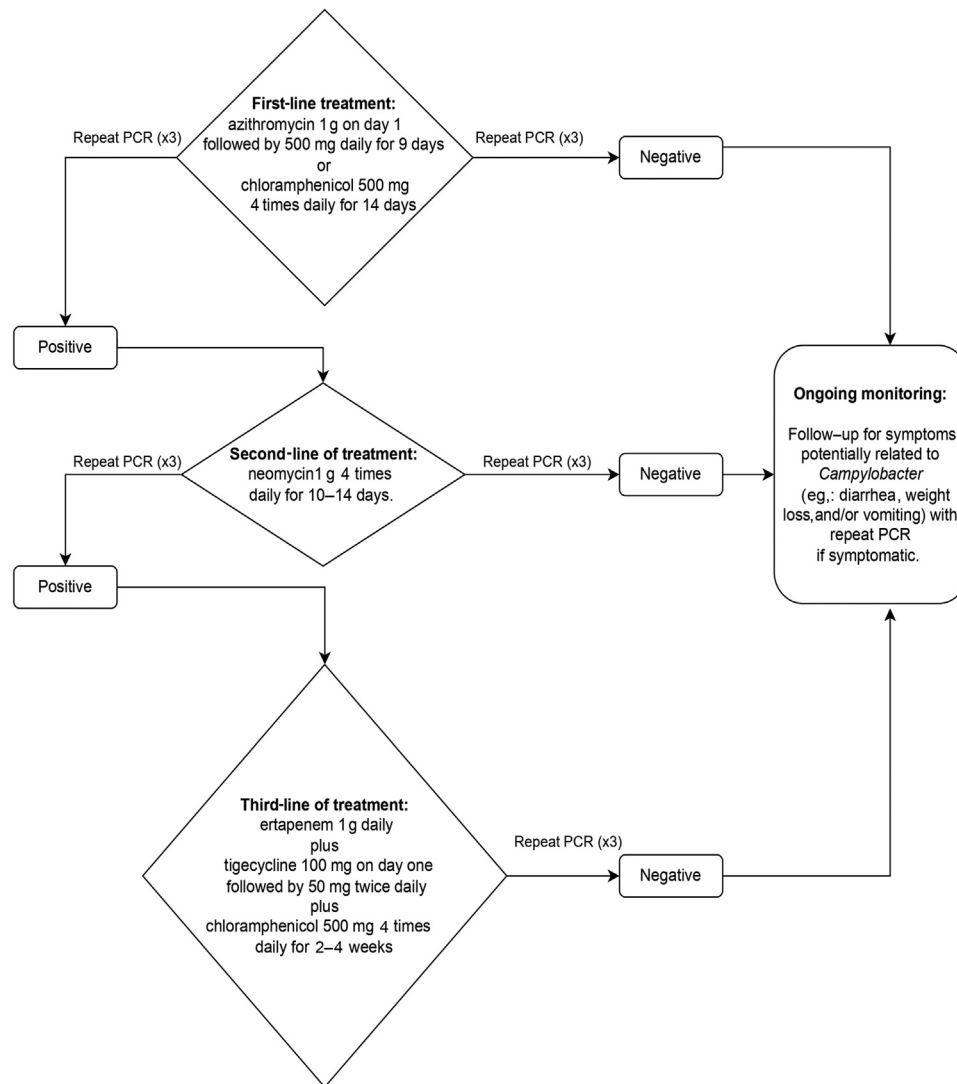 First-line treatment:
azithromycin 1 g on day 1
followed by 500 mg daily for 9 days
or
chloramphenicol 500 mg
4 times daily for 14 days
Repeat PCR (x3)
Repeat PCR (x3)
Negative
Positive
Ongoing monitoring:
Follow–up for symptoms
potentially related to
Campylobacter
(eg,: diarrhea, weight
loss,and/or vomiting) with
repeat PCR
if symptomatic.
Second-line of treatment:
neomycin1 g 4 times
daily for 10–14 days.
Repeat PCR (x3)
Repeat PCR (x3)
Negative
Positive
Third-line of treatment:
ertapenem 1 g daily
plus
tigecycline 100 mg on day one
followed by 50 mg twice daily
plus
chloramphenicol 500 mg 4 times
daily for 2–4 weeks
Repeat PCR (x3)
Negative